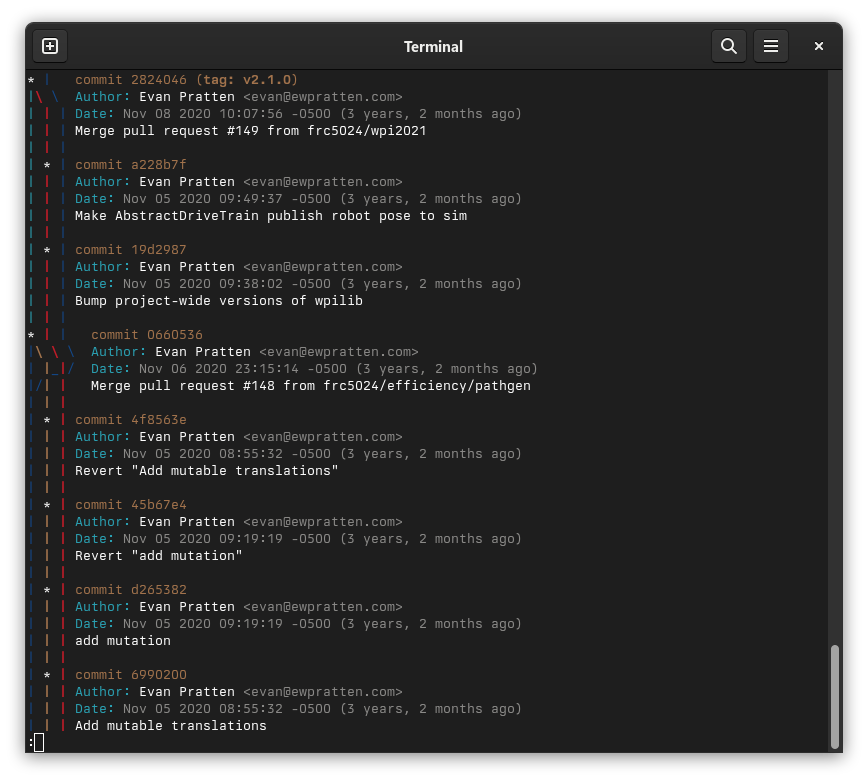 Terminal
* | commit 2824046 (tag: v2.1.0)
|\ \ Author: Evan Pratten <evan@ewpratten.com>
| | | Date: Nov 08 2020 10:07:56 -0500 (3 years, 2 months ago)
| | | Merge pull request #149 from frc5024/wpi2021
| | |
| * | commit a228b7f
| | | Author: Evan Pratten <evan@ewpratten.com>
| | | Date: Nov 05 2020 09:49:37 -0500 (3 years, 2 months ago)
| | | Make AbstractDriveTrain publish robot pose to sim
| | |
| * | commit 19d2987
| | | Author: Evan Pratten <evan@ewpratten.com>
| | | Date: Nov 05 2020 09:38:02 -0500 (3 years, 2 months ago)
| | | Bump project-wide versions of wpilib
| | |
* | | commit 0660536
|\ \ \ Author: Evan Pratten <evan@ewpratten.com>
| |_|/ Date: Nov 06 2020 23:15:14 -0500 (3 years, 2 months ago)
|/| | Merge pull request #148 from frc5024/efficiency/pathgen
| | |
| * | commit 4f8563e
| | | Author: Evan Pratten <evan@ewpratten.com>
| | | Date: Nov 05 2020 08:55:32 -0500 (3 years, 2 months ago)
| | | Revert "Add mutable translations"
| | |
| * | commit 45b67e4
| | | Author: Evan Pratten <evan@ewpratten.com>
| | | Date: Nov 05 2020 09:19:19 -0500 (3 years, 2 months ago)
| | | Revert "add mutation"
| | |
| * | commit d265382
| | | Author: Evan Pratten <evan@ewpratten.com>
| | | Date: Nov 05 2020 09:19:19 -0500 (3 years, 2 months ago)
| | | add mutation
| | |
| * | commit 6990200
| | | Author: Evan Pratten <evan@ewpratten.com>
| | | Date: Nov 05 2020 08:55:32 -0500 (3 years, 2 months ago)
| | | Add mutable translations
: